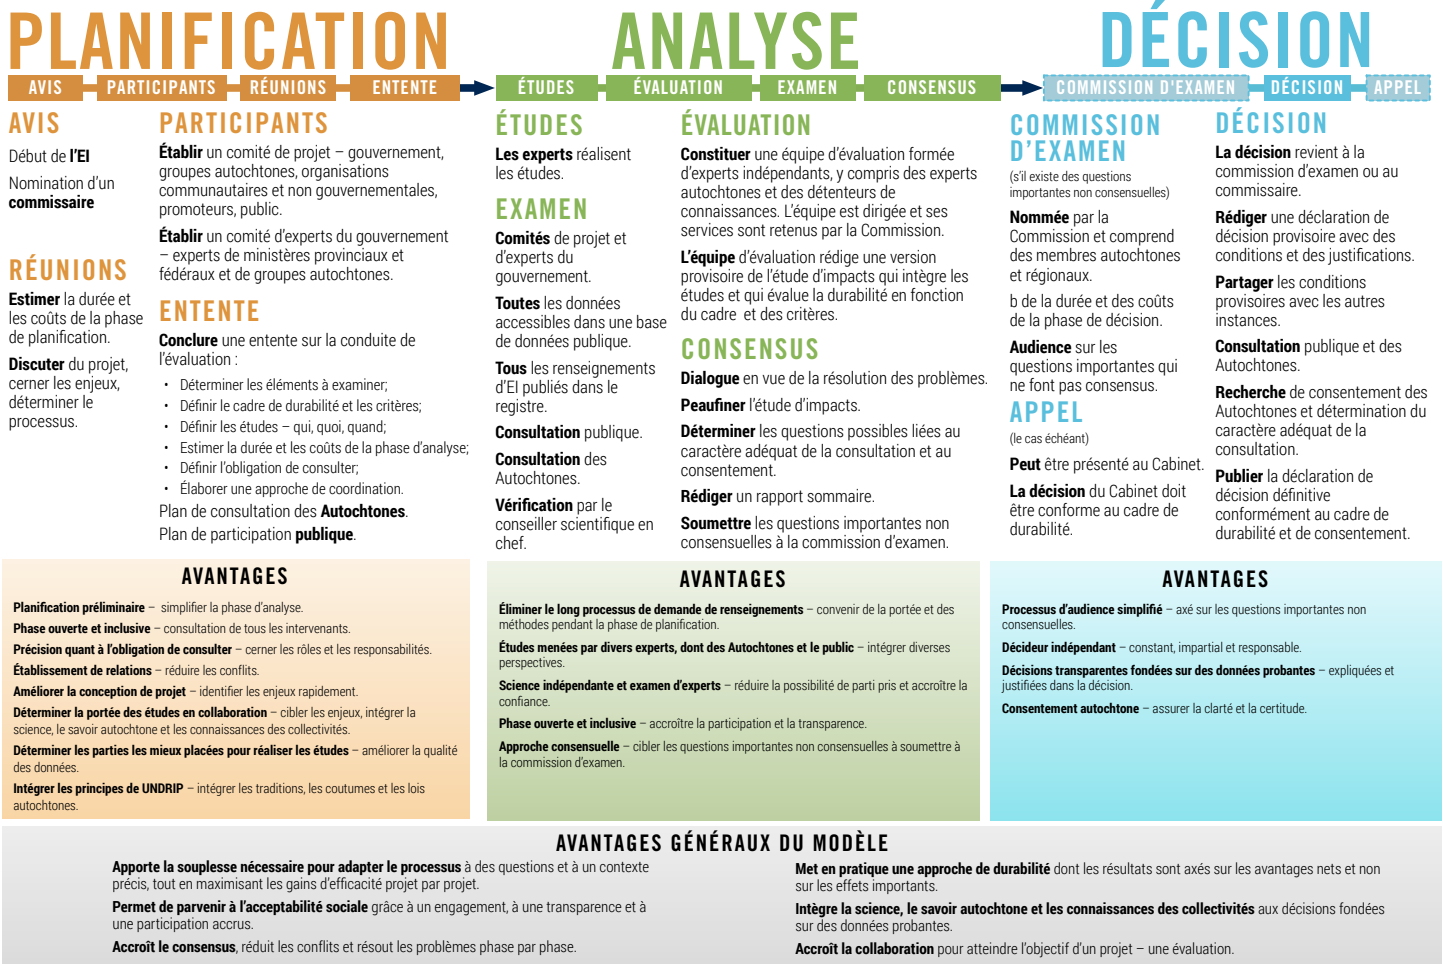 PLANIFICATION
AVIS PARTICIPANTS RÉUNIONS ENTENTE
AVIS
Début de l'EI
Nomination d'un
commissaire
RÉUNIONS
Estimer la durée et
les coûts de la phase
de planification.
Discuter du projet,
cerner les enjeux,
déterminer le
processus.
PARTICIPANTS
Établir un comité de projet – gouvernement,
groupes autochtones, organisations
communautaires et non gouvernementales,
promoteurs, public.
Établir un comité d'experts du gouvernement
– experts de ministères provinciaux et
fédéraux et de groupes autochtones.
ENTENTE
Conclure une entente sur la conduite de
l'évaluation :
• Déterminer les éléments à examiner;
• Définir le cadre de durabilité et les critères;
• Définir les études – qui, quoi, quand;
• Estimer la durée et les coûts de la phase d'analyse;
• Définir l'obligation de consulter;
• Élaborer une approche de coordination.
Plan de consultation des Autochtones.
Plan de participation publique.
AVANTAGES
Planification préliminaire – simplifier la phase d'analyse.
Phase ouverte et inclusive – consultation de tous les intervenants.
Précision quant à l'obligation de consulter – cerner les rôles et les responsabilités.
Établissement de relations – réduire les conflits.
Améliorer la conception de projet – identifier les enjeux rapidement.
Déterminer la portée des études en collaboration – cibler les enjeux, intégrer la
science, le savoir autochtone et les connaissances des collectivités.
Déterminer les parties les mieux placées pour réaliser les études – améliorer la qualité
des données.
Intégrer les principes de UNDRIP – intégrer les traditions, les coutumes et les lois
autochtones.
ANALYSE
ÉTUDES ÉVALUATION EXAMEN CONSENSUS
ÉTUDES
Les experts réalisent
les études.
EXAMEN
Comités de projet et
d'experts du
gouvernement.
Toutes les données
accessibles dans une base
de données publique.
Tous les renseignements
d'EI publiés dans le
registre.
Consultation publique.
Consultation des
Autochtones.
Vérification par le
conseiller scientifique en
chef.
ÉVALUATION
Constituer une équipe d'évaluation formée
d'experts indépendants, y compris des experts
autochtones et des détenteurs de
connaissances. L'équipe est dirigée et ses
services sont retenus par la Commission.
L'équipe d'évaluation rédige une version
provisoire de l'étude d'impacts qui intègre les
études et qui évalue la durabilité en fonction
du cadre et des critères.
CONSENSUS
Dialogue en vue de la résolution des problèmes.
Peaufiner l'étude d'impacts.
Déterminer les questions possibles liées au
caractère adéquat de la consultation et au
consentement.
Rédiger un rapport sommaire.
Soumettre les questions importantes non
consensuelles à la commission d'examen.
AVANTAGES
Éliminer le long processus de demande de renseignements – convenir de la portée et des
méthodes pendant la phase de planification.
Études menées par divers experts, dont des Autochtones et le public – intégrer diverses
perspectives.
Science indépendante et examen d'experts – réduire la possibilité de parti pris et accroître la
confiance.
Phase ouverte et inclusive – accroître la participation et la transparence.
Approche consensuelle – cibler les questions importantes non consensuelles à soumettre à
la commission d'examen.
DÉCISION
COMMISSION D'EXAMEN DÉCISION APPEL
COMMISSION
D'EXAMEN
(s'il existe des questions
importantes non consensuelles)
Nommée par la
Commission et comprend
des membres autochtones
et régionaux.
b de la durée et des coûts
de la phase de décision.
Audience sur les
questions importantes qui
ne font pas consensus.
APPEL
(le cas échéant)
Peut être présenté au Cabinet.
La décision du Cabinet doit
être conforme au cadre de
durabilité.
DÉCISION
La décision revient à la
commission d'examen ou au
commissaire.
Rédiger une déclaration de
décision provisoire avec des
conditions et des justifications.
Partager les conditions
provisoires avec les autres
instances.
Consultation publique et des
Autochtones.
Recherche de consentement des
Autochtones et détermination du
caractère adéquat de la
consultation.
Publier la déclaration de
décision définitive
conformément au cadre de
durabilité et de consentement.
AVANTAGES
Processus d'audience simplifié – axé sur les questions importantes non
consensuelles.
Décideur indépendant – constant, impartial et responsable.
Décisions transparentes fondées sur des données probantes – expliquées et
justifiées dans la décision.
Consentement autochtone – assurer la clarté et la certitude.
AVANTAGES GÉNÉRAUX DU MODÈLE
Apporte la souplesse nécessaire pour adapter le processus à des questions et à un contexte
précis, tout en maximisant les gains d'efficacité projet par projet.
Permet de parvenir à l'acceptabilité sociale grâce à un engagement, à une transparence et à
une participation accrus.
Accroît le consensus, réduit les conflits et résout les problèmes phase par phase.
Met en pratique une approche de durabilité dont les résultats sont axés sur les avantages nets et non
sur les effets importants.
Intègre la science, le savoir autochtone et les connaissances des collectivités aux décisions fondées
sur des données probantes.
Accroît la collaboration pour atteindre l'objectif d'un projet – une évaluation.